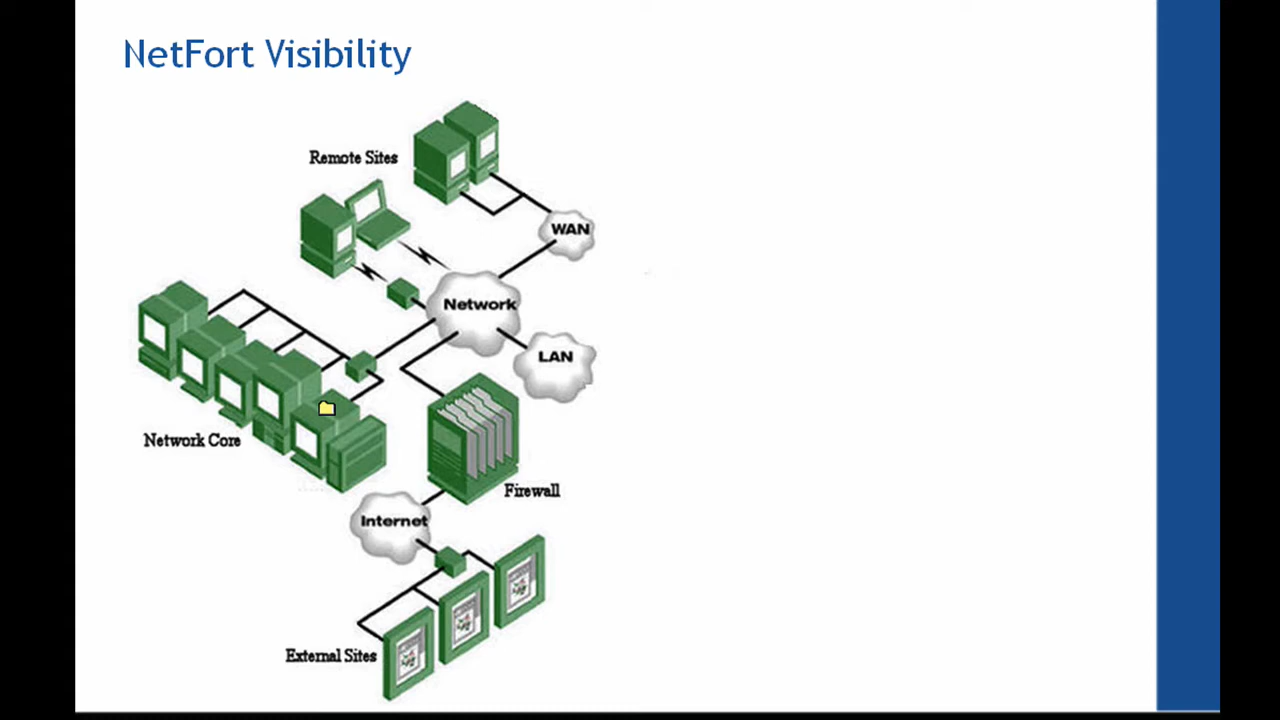 NetFort Visibility
Remote Sites
WAN
Network
LAN
Network Core
Firewall
Internet
External Sites